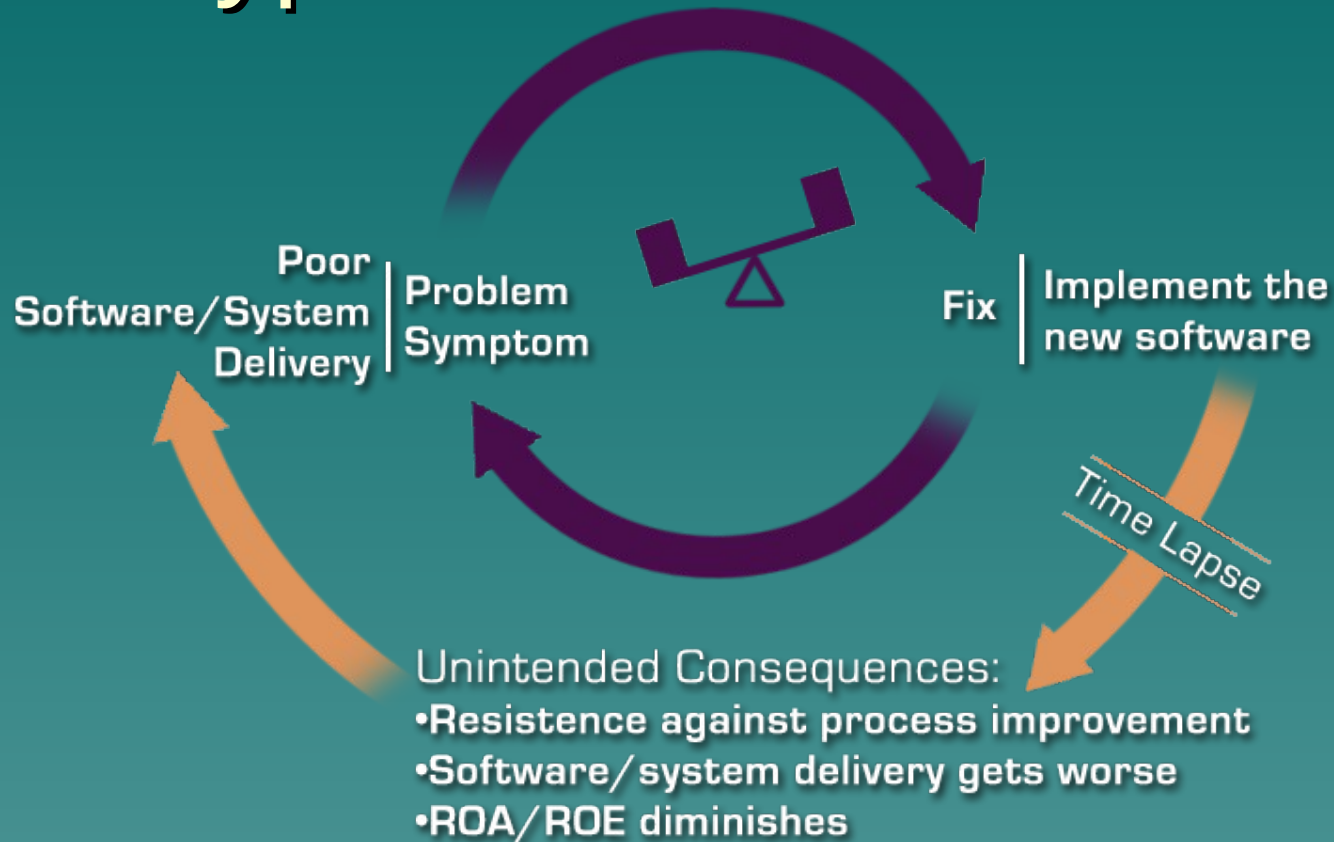 Poor
Software/System
Delivery
Problem
Symptom
Fix
Implement the
new software
Time Lapse
Unintended Consequences:
•Resistence against process improvement
•Software/system delivery gets worse
•ROA/ROE diminishes